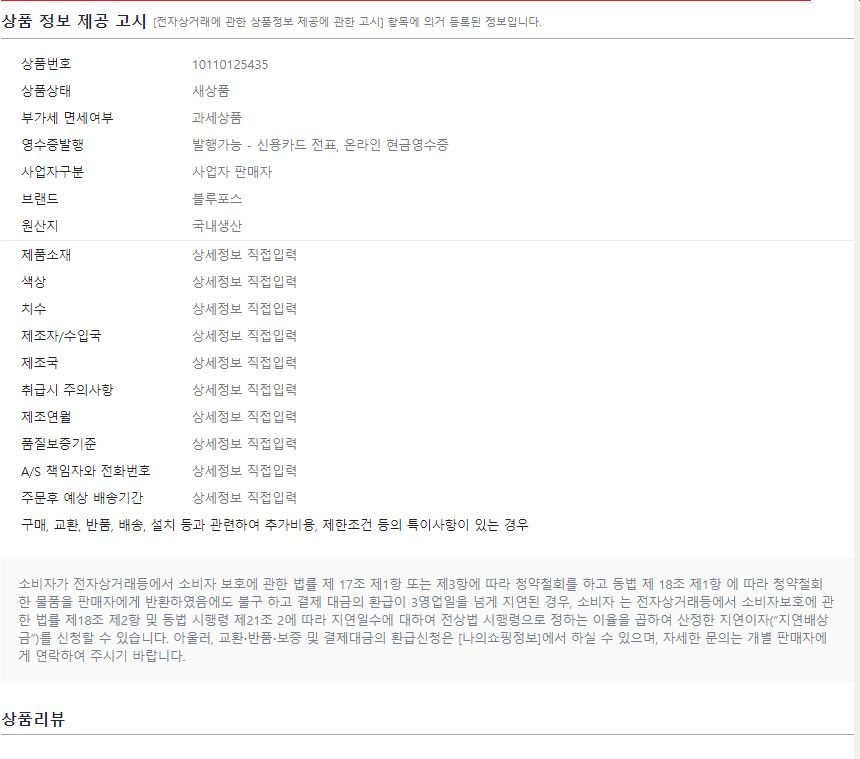 상품 정보 제공 고시 [전자상거래에 관한 상품정보 제공에 관한 고시] 항목에 의거 등록된 정보입니다.
상품번호 10110125435
상품상태 새상품
부가세 면세여부 과세상품
영수증발행 발행가능 - 신용카드 전표, 온라인 현금영수증
사업자구분 사업자 판매자
브랜드 블루포스
원산지 국내생산
제품소재 상세정보 직접입력
색상 상세정보 직접입력
치수 상세정보 직접입력
제조자/수입국 상세정보 직접입력
제조국 상세정보 직접입력
취급시 주의사항 상세정보 직접입력
제조연월 상세정보 직접입력
품질보증기준 상세정보 직접입력
A/S 책임자와 전화번호 상세정보 직접입력
주문후 예상 배송기간 상세정보 직접입력
구매, 교환, 반품, 배송, 설치 등과 관련하여 추가비용, 제한조건 등의 특이사항이 있는 경우
소비자가 전자상거래등에서 소비자 보호에 관한 법률 제 17조 제1항 또는 제3항에 따라 청약철회를 하고 동법 제 18조 제1항 에 따라 청약철회
한 물품을 판매자에게 반환하였음에도 불구 하고 결제 대금의 환급이 3영업일을 넘게 지연된 경우, 소비자 는 전자상거래등에서 소비자보호에 관
한 법률 제18조 제2항 및 동법 시행령 제21조 2에 따라 지연일수에 대하여 전상법 시행령으로 정하는 이율을 곱하여 산정한 지연이자(“지연배상
금”)를 신청할 수 있습니다. 아울러, 교환·반품·보증 및 결제대금의 환급신청은 [나의쇼핑정보]에서 하실 수 있으며, 자세한 문의는 개별 판매자에
게 연락하여 주시기 바랍니다.
상품리뷰